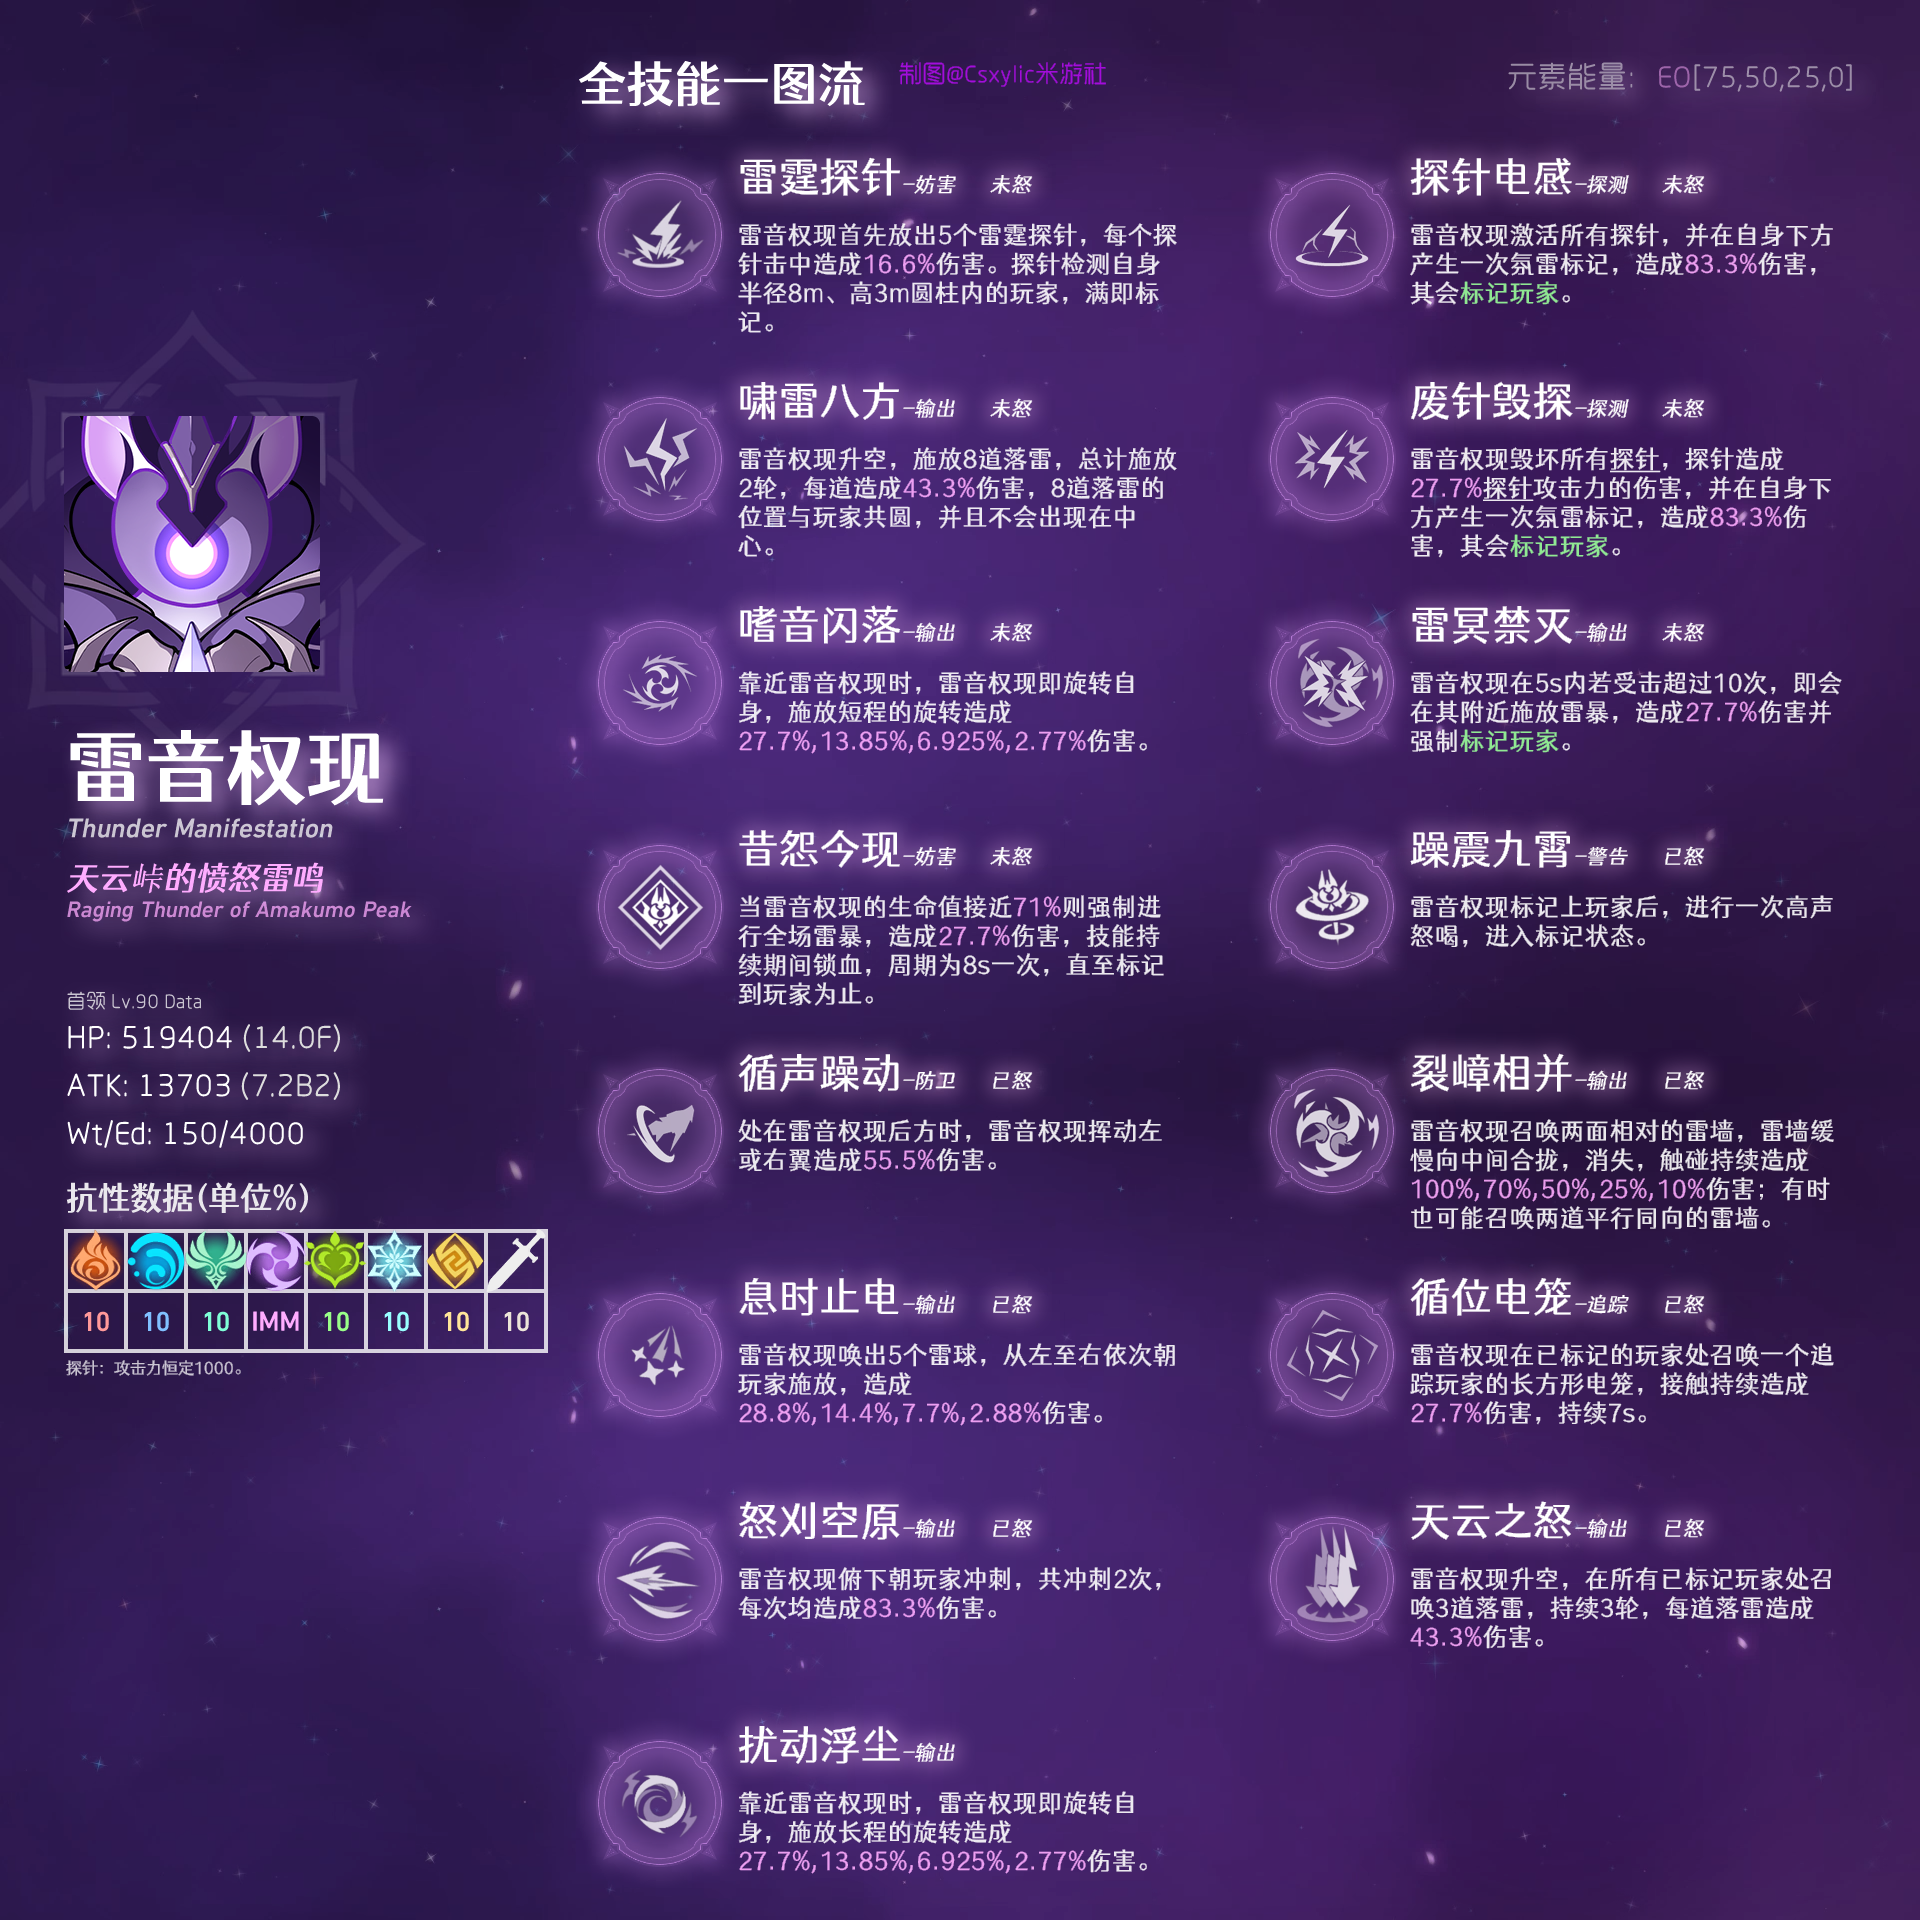 全技能一图流
制图@Csxylic米游社
元素能量: E0[75,50,25,0]
雷音权现
Thunder Manifestation
天云峠的愤怒雷鸣
Raging Thunder of Amakumo Peak
首领 Lv.90 Data
HP: 519404 (14.0F)
ATK: 13703 (7.2B2)
Wt/Ed: 150/4000
抗性数据(单位%)
10 10 10 IMM 10 10 10 10
探针：攻击力恒定1000。
雷霆探针-妨害 未怒
雷音权现首先放出5个雷霆探针，每个探
针击中造成16.6%伤害。探针检测自身
半径8m、高3m圆柱内的玩家，满即标
记。
探针电感-探测 未怒
雷音权现激活所有探针，并在自身下方
产生一次氛雷标记，造成83.3%伤害，
其会标记玩家。
啸雷八方-输出 未怒
雷音权现升空，施放8道落雷，总计施放
2轮，每道造成43.3%伤害，8道落雷的
位置与玩家共圆，并且不会出现在中
心。
废针毁探-探测 未怒
雷音权现毁坏所有探针，探针造成
27.7%探针攻击力的伤害，并在自身下
方产生一次氛雷标记，造成83.3%伤
害，其会标记玩家。
嗜音闪落-输出 未怒
靠近雷音权现时，雷音权现即旋转自
身，施放短程的旋转造成
27.7%,13.85%,6.925%,2.77%伤害。
雷冥禁灭-输出 未怒
雷音权现在5s内若受击超过10次，即会
在其附近施放雷暴，造成27.7%伤害并
强制标记玩家。
昔怨今现-妨害 未怒
当雷音权现的生命值接近71%则强制进
行全场雷暴，造成27.7%伤害，技能持
续期间锁血，周期为8s一次，直至标记
到玩家为止。
躁震九霄-警告 已怒
雷音权现标记上玩家后，进行一次高声
怒喝，进入标记状态。
循声躁动-防卫 已怒
处在雷音权现后方时，雷音权现挥动左
或右翼造成55.5%伤害。
裂嶂相并-输出 已怒
雷音权现召唤两面相对的雷墙，雷墙缓
慢向中间合拢，消失，触碰持续造成
100%,70%,50%,25%,10%伤害；有时
也可能召唤两道平行同向的雷墙。
息时止电-输出 已怒
雷音权现唤出5个雷球，从左至右依次朝
玩家施放，造成
28.8%,14.4%,7.7%,2.88%伤害。
循位电笼-追踪 已怒
雷音权现在已标记的玩家处召唤一个追
踪玩家的长方形电笼，接触持续造成
27.7%伤害，持续7s。
怒刈空原-输出 已怒
雷音权现俯下朝玩家冲刺，共冲刺2次，
每次均造成83.3%伤害。
天云之怒-输出 已怒
雷音权现升空，在所有已标记玩家处召
唤3道落雷，持续3轮，每道落雷造成
43.3%伤害。
扰动浮尘-输出
靠近雷音权现时，雷音权现即旋转自
身，施放长程的旋转造成
27.7%,13.85%,6.925%,2.77%伤害。